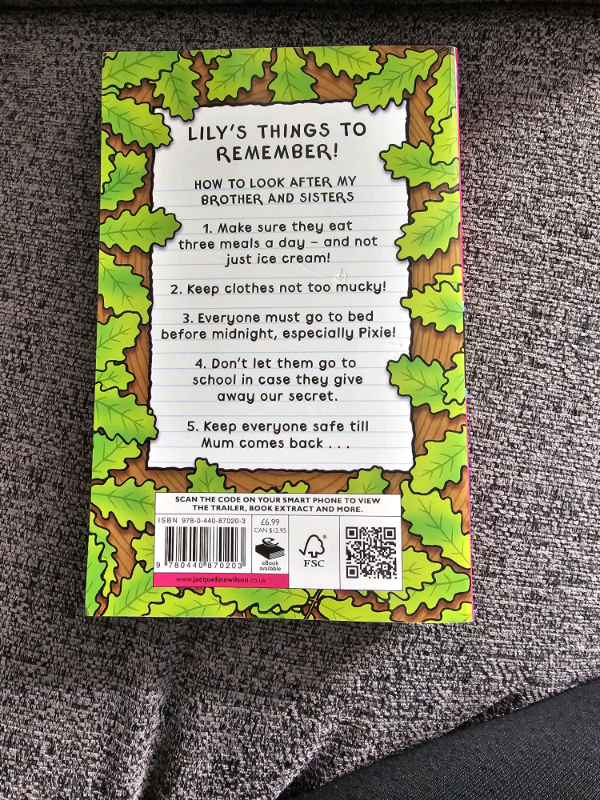 LILY'S THINGS TO
REMEMBER!
HOW TO LOOK AFTER MY
BROTHER AND SISTERS
1. Make sure they eat
three meals a day – and not
just ice cream!
2. Keep clothes not too mucky!
3. Everyone must go to bed
before midnight, especially Pixie!
4. Don't let them go to
school in case they give
away our secret.
5. Keep everyone safe till
Mum comes back . . .
SCAN THE CODE ON YOUR SMART PHONE TO VIEW
THE TRAILER, BOOK EXTRACT AND MORE.
ISBN 978-0-440-87020-3
9 780440 870203
£6.99
CAN $12.95
eBook
available
FSC
www.jacquelinewilson.co.uk